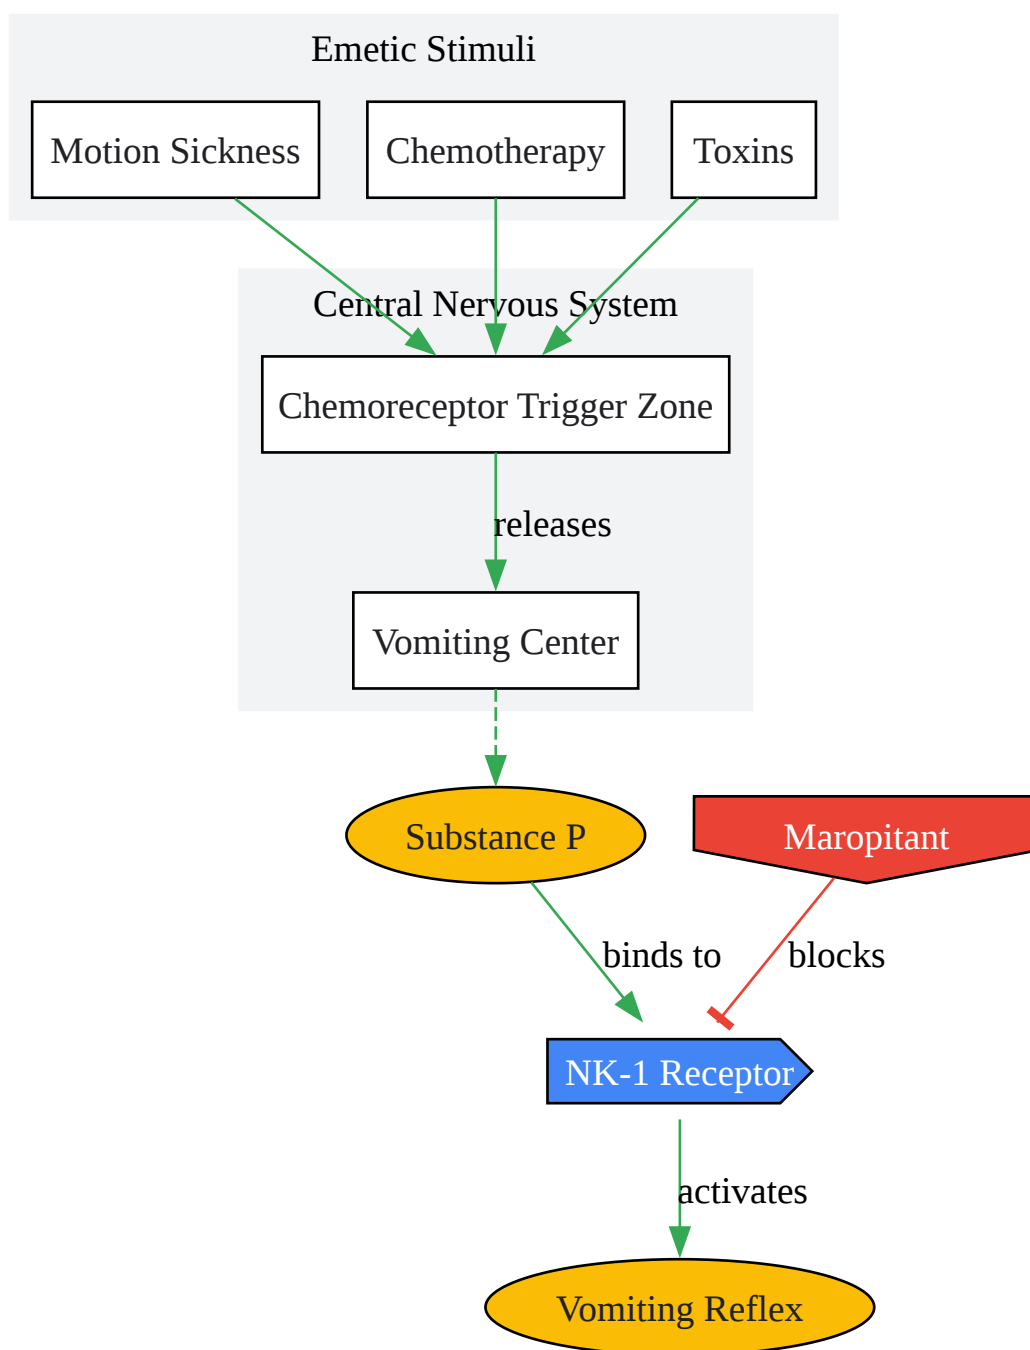 Emetic Stimuli
Motion Sickness
Chemotherapy
Toxins
Central Nervous System
Chemoreceptor Trigger Zone
releases
Vomiting Center
Substance P
Maropitant
binds to
blocks
NK-1 Receptor
activates
Vomiting Reflex